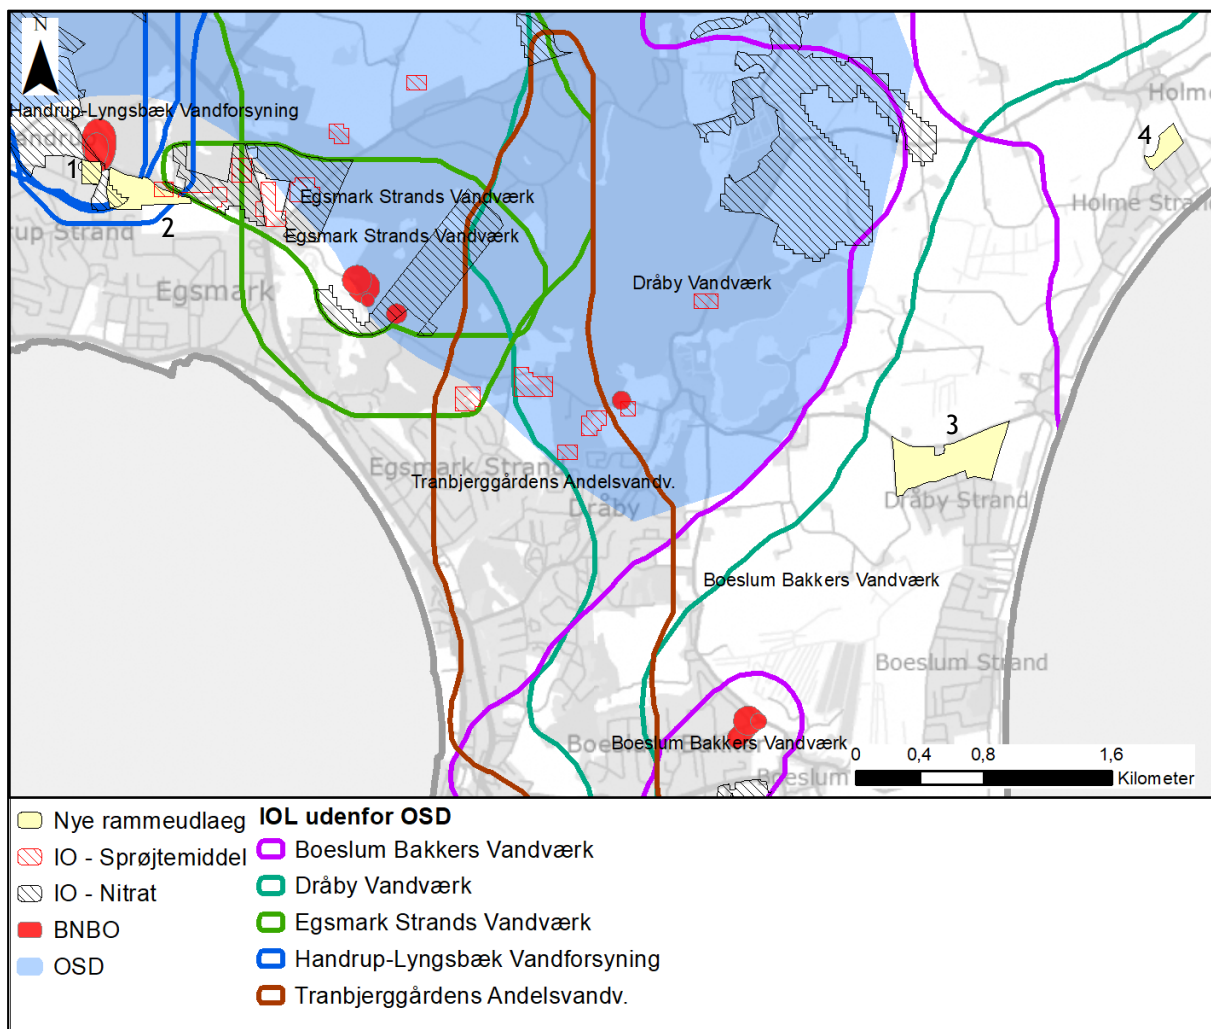 N
Holme
Handrup-Lyngsbæk Vandforsyning
4
1
Egsmark Strands Vandværk
Holme Strand
2
rup Strand
Egsmark Strands Vandværk
Egsmark
Dråby Vandværk
3
Egsmark Strand
Tranbjerggårdens Andelsvandv.
Dråby
Dråby Strand
Boeslum Bakkers Vandværk
Boeslum Strand
Boeslum Bakkers Vandværk
Boeslum
0 0,4 0,8 1,6
Kilometer
Nye rammeudlaeg
IO - Sprøjtemiddel
IO - Nitrat
BNBO
OSD
IOL udenfor OSD
Boeslum Bakkers Vandværk
Dråby Vandværk
Egsmark Strands Vandværk
Handrup-Lyngsbæk Vandforsyning
Tranbjerggårdens Andelsvandv.